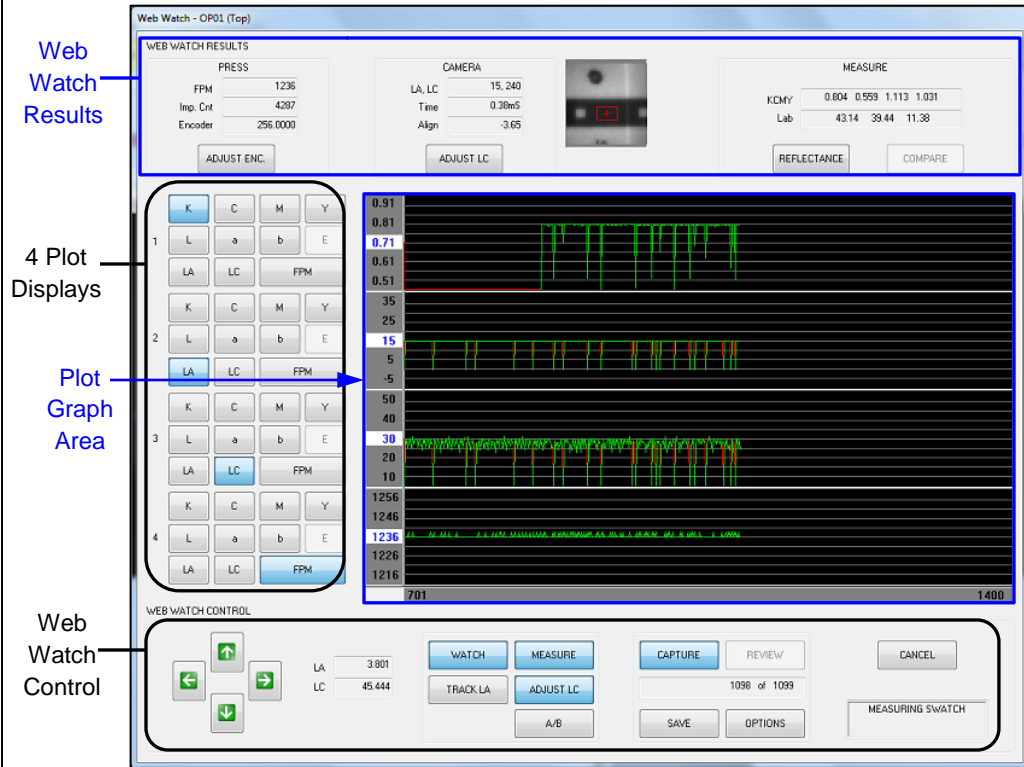 Web Watch - OP01 (Top)
WEB WATCH RESULTS
PRESS
FPM 1236
Imp. Cnt 4287
Encoder 256.0000
ADJUST ENC.
CAMERA
LA, LC 15, 240
Time 0.38mS
Align -3.65
ADJUST LC
MEASURE
KCMY 0.804 0.559 1.113 1.031
Lab 43.14 39.44 11.38
REFLECTANCE COMPARE
Web
Watch
Results
4 Plot
Displays
Plot
Graph
Area
Web
Watch
Control
K C M Y
1 L a b E
LA LC FPM
K C M Y
2 L a b E
LA LC FPM
K C M Y
3 L a b E
LA LC FPM
K C M Y
4 L a b E
LA LC FPM
0.91
0.81
0.71
0.61
0.51
35
25
15
5
-5
50
40
30
20
10
1256
1246
1236
1226
1216
701 1400
WEB WATCH CONTROL
LA 3.801
LC 45.444
WATCH MEASURE
TRACK LA ADJUST LC
A/B
CAPTURE REVIEW
1098 of 1099
SAVE OPTIONS
CANCEL
MEASURING SWATCH